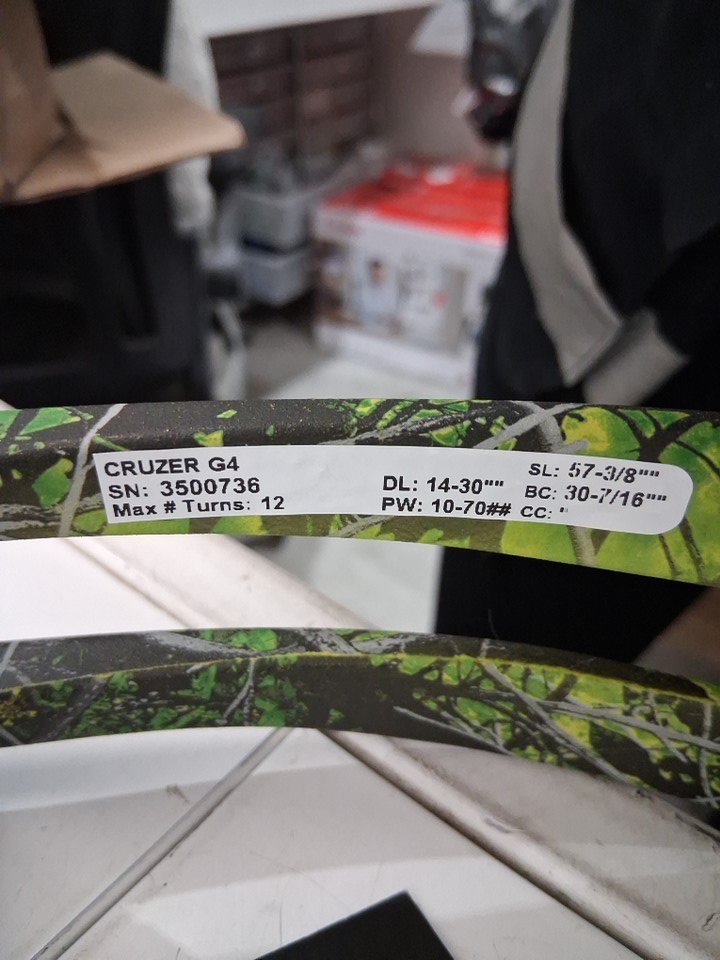 CRUZER G4
SN: 3500736
Max # Turns: 12
DL: 14-30""
PW: 10-70##
SL: 57-3/8""
BC: 30-7/16""
CC: "